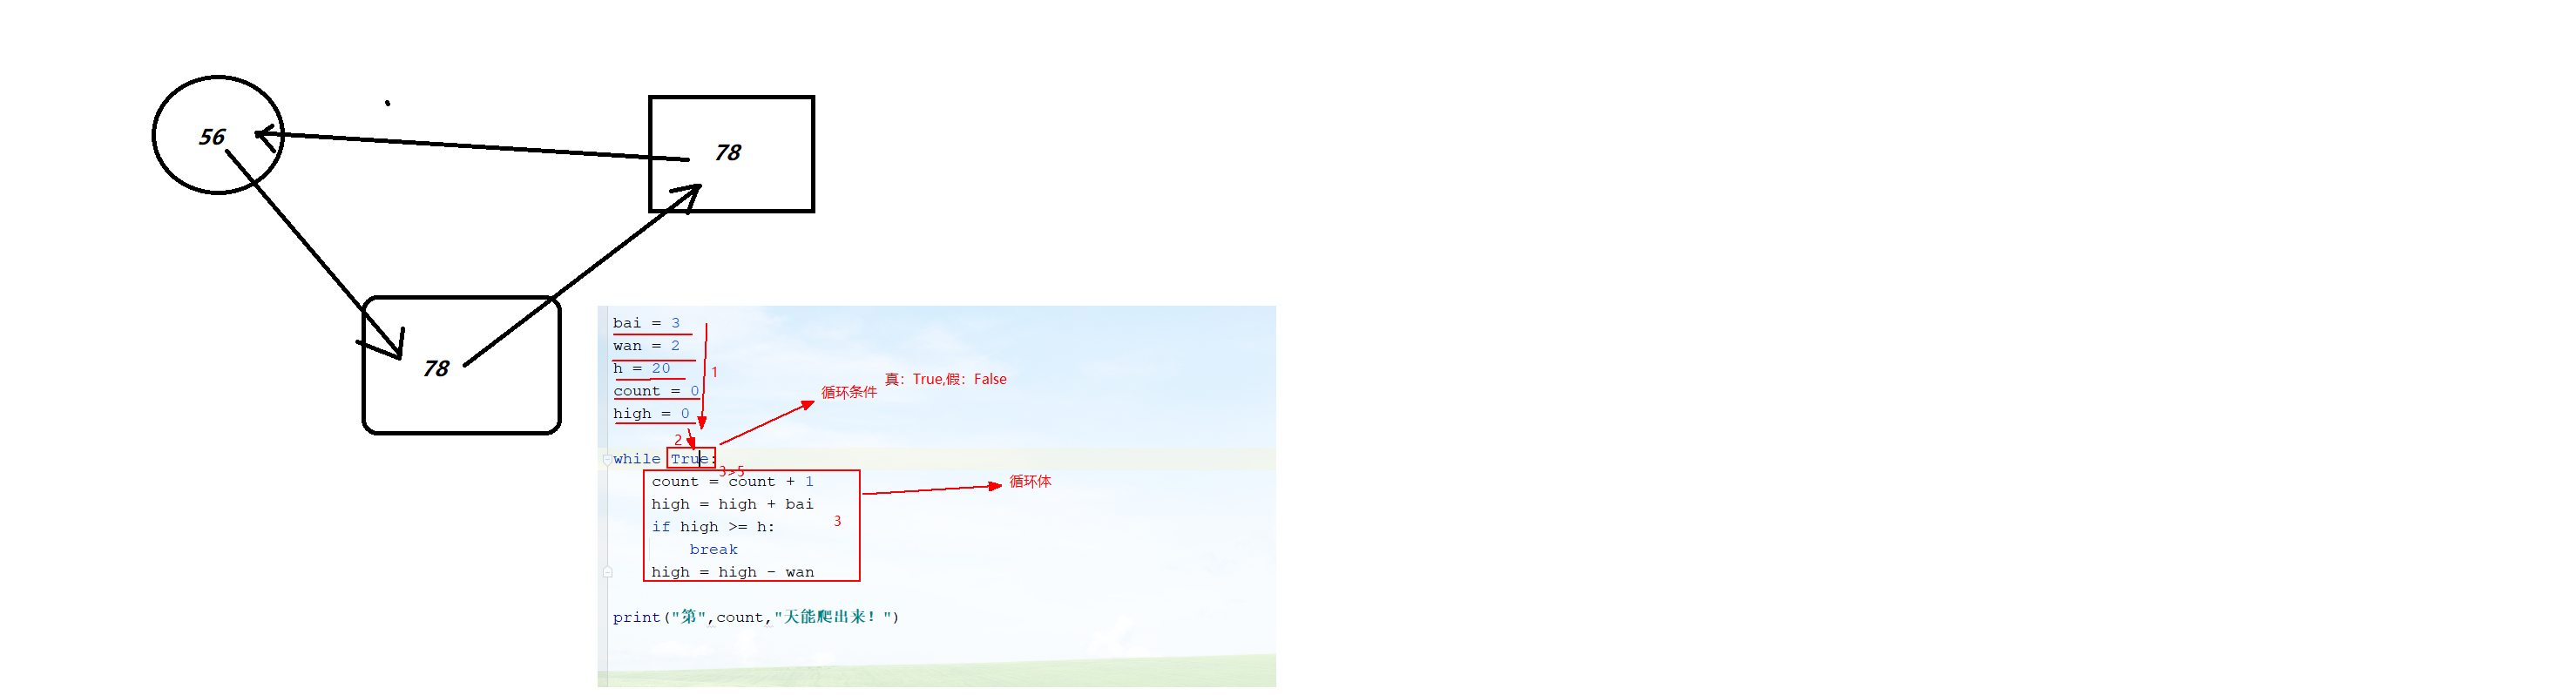 56
78
78
bai = 3
wan = 2
h = 20
count = 0
high = 0
1
2
真：True,假：False
循环条件
while True:
3>5
count = count + 1
high = high + bai
if high >= h:
break
high = high - wan
3
循环体
print("第",count,"天能爬出来！")